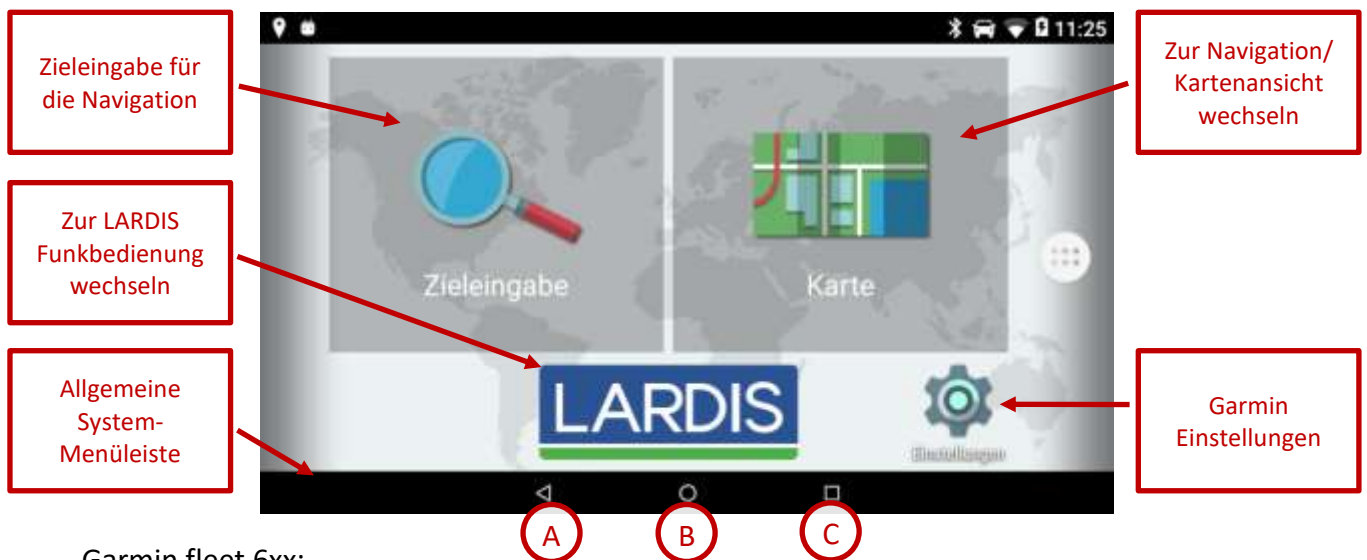 Zieleingabe für
die Navigation
Zur LARDIS
Funkbedienung
wechseln
Allgemeine
System-
Menüleiste
11:25
Zieleingabe
Karte
LARDIS
Einstellungen
A
B
C
Zur Navigation/
Kartenansicht
wechseln
Garmin
Einstellungen
Garmin fleet 6xx: